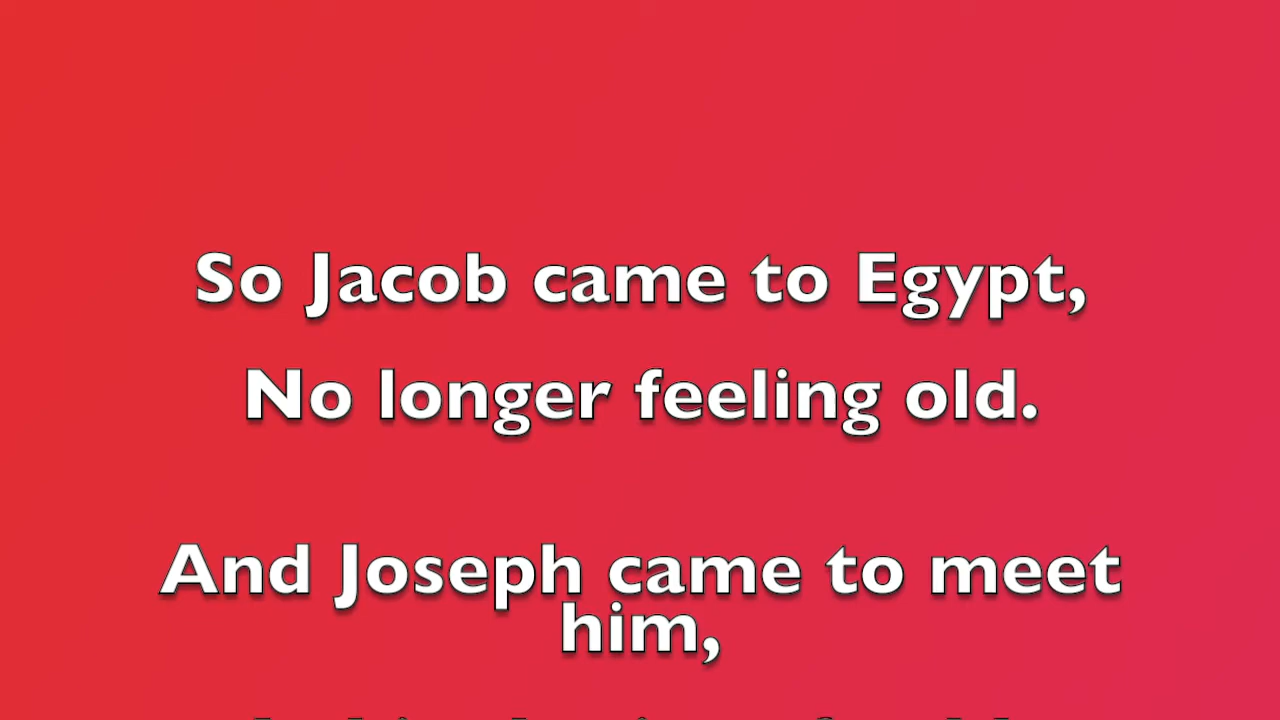 So Jacob came to Egypt,
No longer feeling old.
And Joseph came to meet
him,